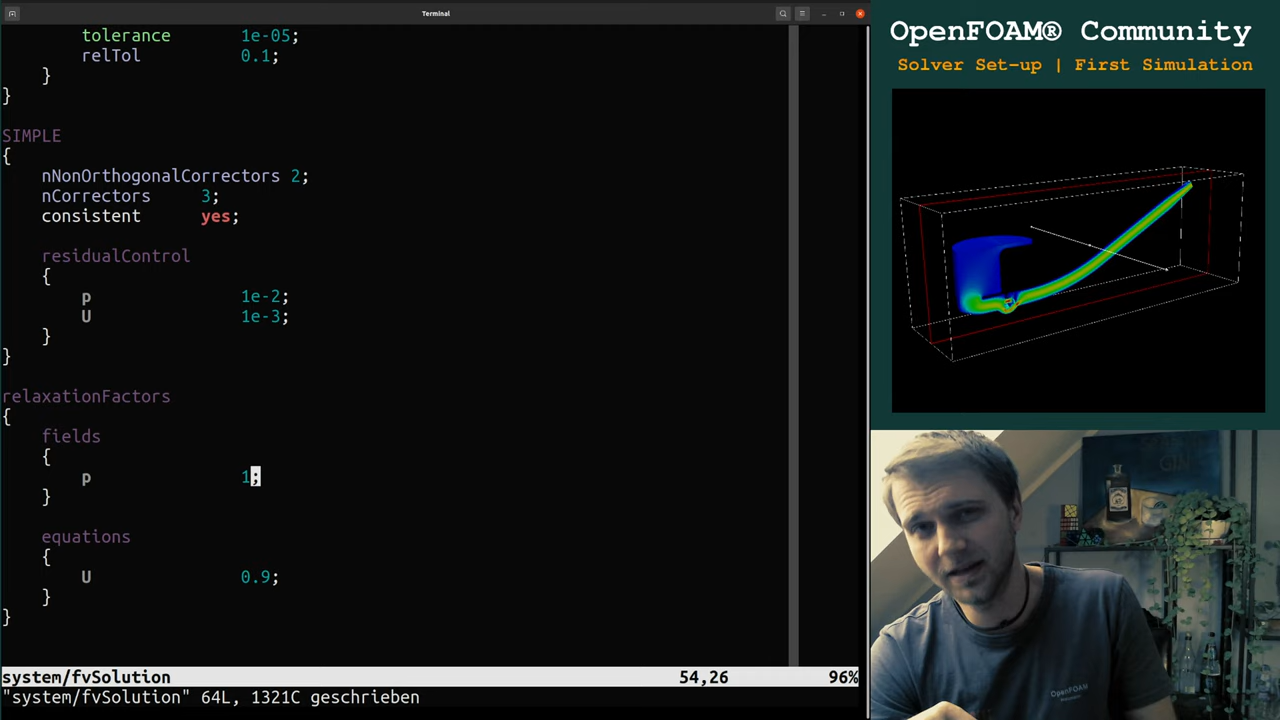 Terminal
tolerance 1e-05;
relTol 0.1;
}
}
SIMPLE
{
nNonOrthogonalCorrectors 2;
nCorrectors 3;
consistent yes;
residualControl
{
p 1e-2;
U 1e-3;
}
}
relaxationFactors
{
fields
{
p 1;
}
equations
{
U 0.9;
}
}
system/fvSolution 54,26 96%
"system/fvSolution" 64L, 1321C geschrieben
OpenFOAM® Community
Solver Set-up | First Simulation
OpenFOAM